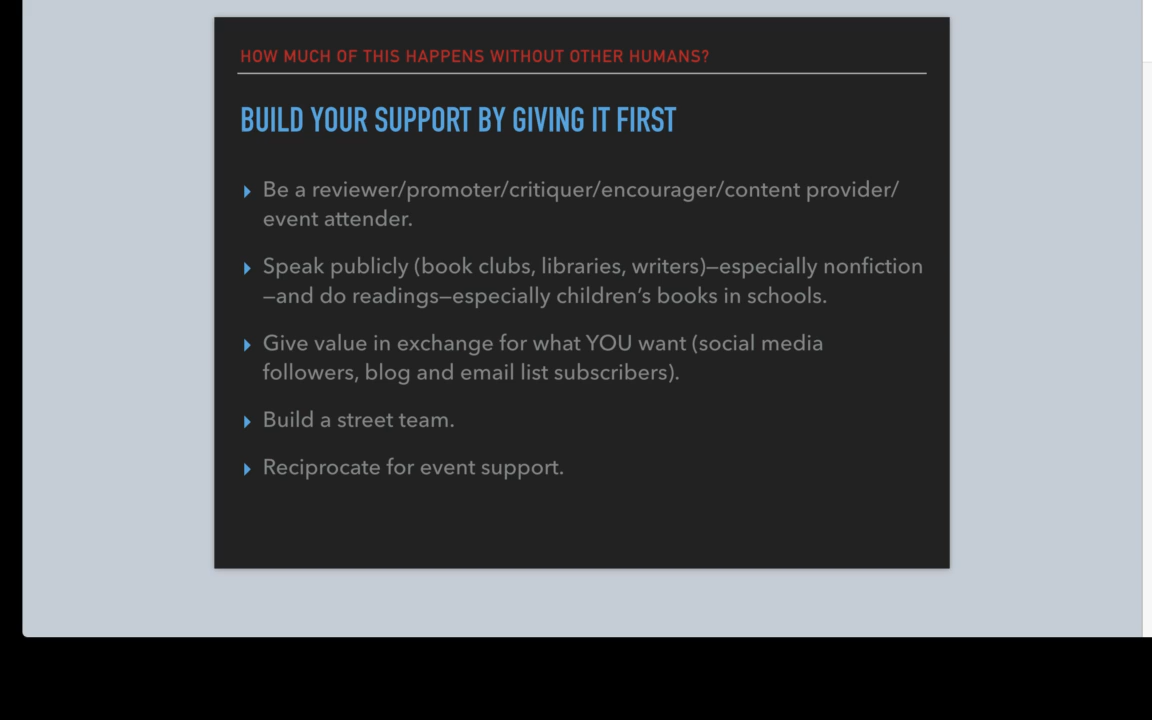 HOW MUCH OF THIS HAPPENS WITHOUT OTHER HUMANS?
BUILD YOUR SUPPORT BY GIVING IT FIRST
Be a reviewer/promoter/critiquer/encourager/content provider/
event attender.
Speak publicly (book clubs, libraries, writers)—especially nonfiction
—and do readings—especially children’s books in schools.
Give value in exchange for what YOU want (social media
followers, blog and email list subscribers).
Build a street team.
Reciprocate for event support.